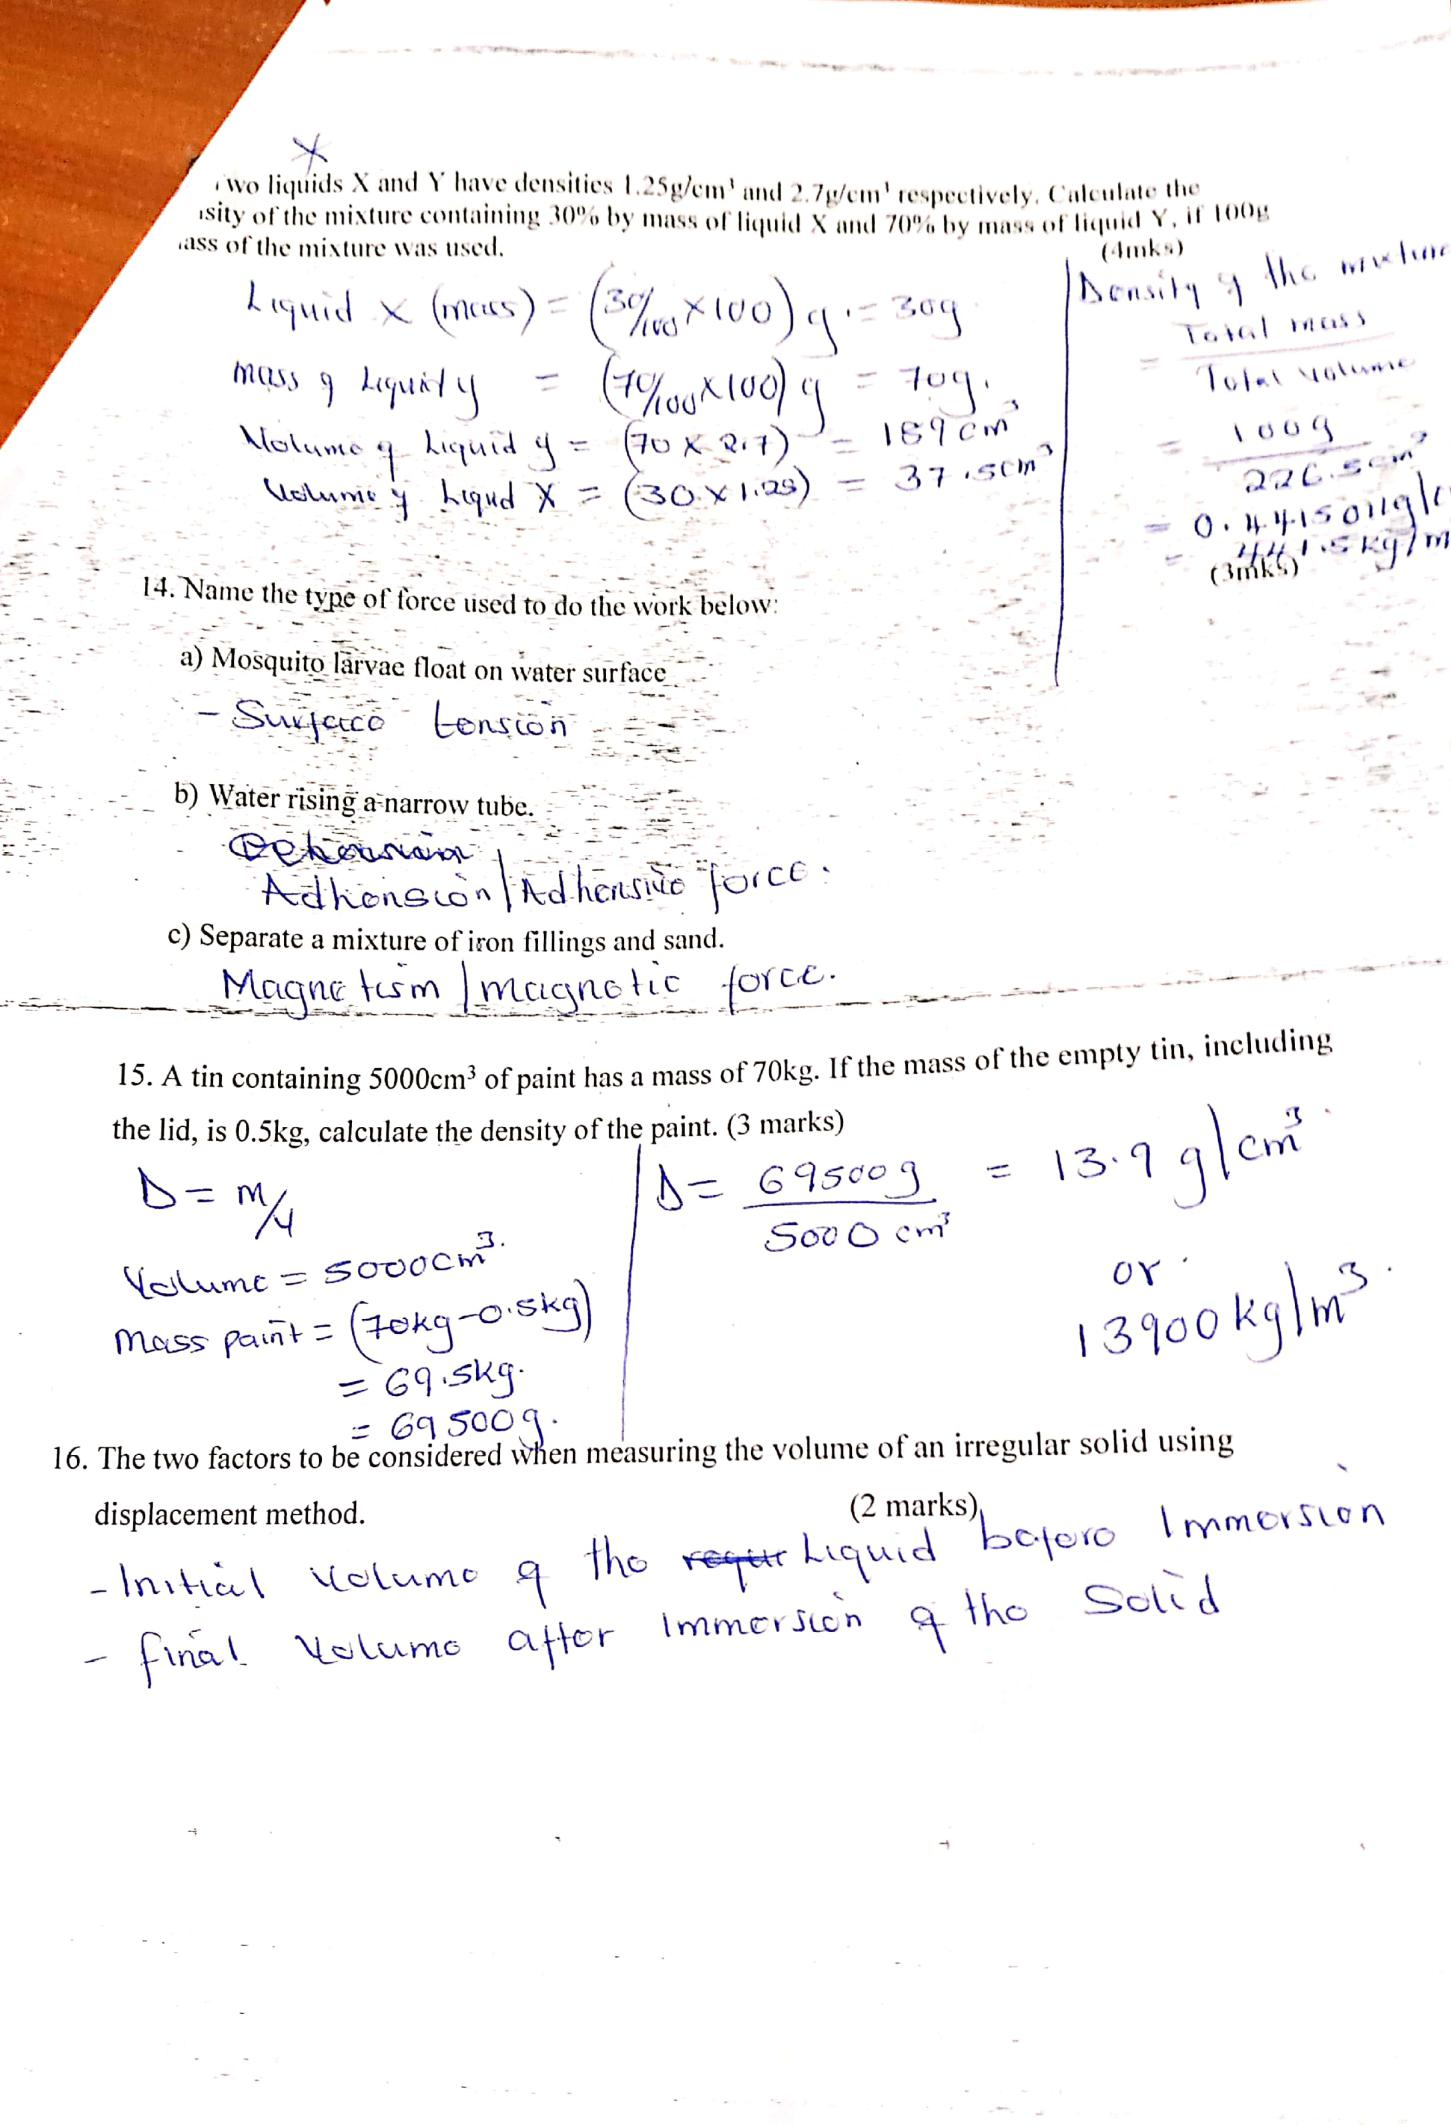 wo liquids X and Y have densities 1.25g/cm³ and 2.7g/cm³ respectively. Calculate the
sity of the mixture containing 30% by mass of liquid X and 70% by mass of liquid Y, if 100g
ass of the mixture was used. (4mks)
Liquid x (mass) = (30/100 x 100) g = 30g
mass of Liquid y = (70/100 x 100) g = 70g.
Volume of Liquid y = (70 x 2.7) = 189 cm³
Volume of Liqud X = (30 x 1.25) = 37.5cm³
Density of the mixture
= Total mass
Total volume
= 100g
226.5cm³
= 0.441501g/c
= 441.5kg/m
(3mks)
14. Name the type of force used to do the work below:
a) Mosquito larvae float on water surface
- Surface tension
b) Water rising a narrow tube.
Adhension / Adhensive force.
c) Separate a mixture of iron fillings and sand.
Magnetism / magnetic force.
15. A tin containing 5000cm³ of paint has a mass of 70kg. If the mass of the empty tin, including
the lid, is 0.5kg, calculate the density of the paint. (3 marks)
D = m/v
Volume = 5000cm³.
Mass paint = (70kg-0.5kg)
= 69.5kg.
= 69500g.
D = 69500g = 13.9 g/cm³.
5000 cm³
or
13900kg/m³.
16. The two factors to be considered when measuring the volume of an irregular solid using
displacement method. (2 marks)
- Initial volume of the Liquid before Immersion
- final volume after Immersion of the Solid